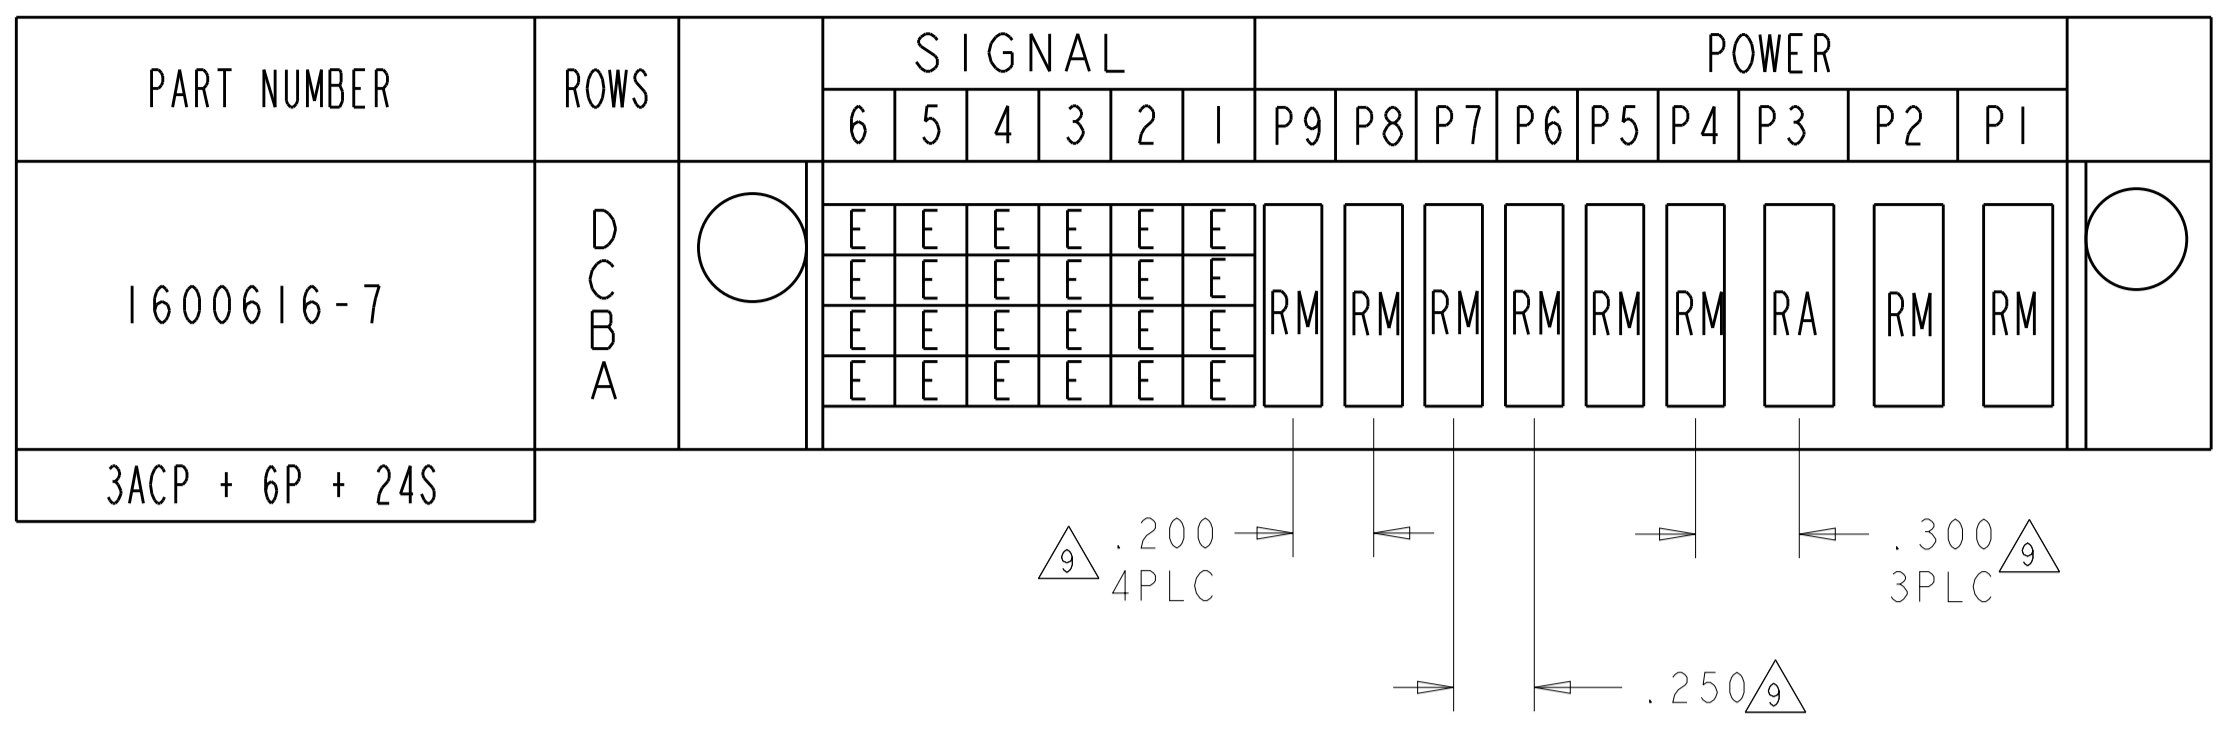 PART NUMBER ROWS SIGNAL POWER
6 5 4 3 2 1 P9 P8 P7 P6 P5 P4 P3 P2 P1
D E E E E E E
C E E E E E E
1600616-7 RM RM RM RM RM RM RA RM RM
B E E E E E E
A E E E E E E
3ACP + 6P + 24S
9 .200 .300 9
4PLC 3PLC
.250 9